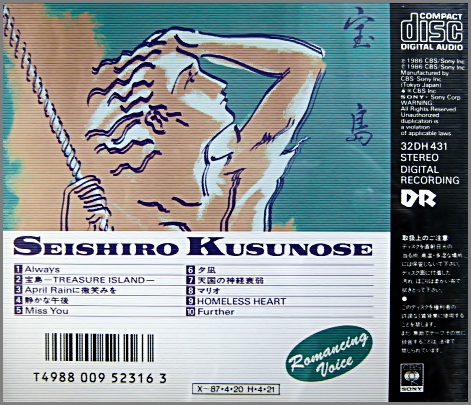 宝
島
COMPACT
disc
DIGITAL AUDIO
℗1986 CBS/Sony Inc.
©1986 CBS/Sony Inc.
Manufactured by
CBS/Sony Inc.
(Tokyo Japan)
CBS Inc
SONY・Sony Corp.
WARNING:
All Rights Reserved
Unauthorized
duplication is
a violation
of applicable laws.
32DH 431
STEREO
DIGITAL
RECORDING
DR
SEISHIRO KUSUNOSE
1 Always
2 宝島—TREASURE ISLAND—
3 April Rainに微笑みを
4 静かな午後
5 Miss You
6 夕凪
7 天国の神経衰弱
8 マリオ
9 HOMELESS HEART
10 Further
取扱上のご注意
Romancing
Voice
T4988 009 52316 3
X-87・4・20 H・4・21
SONY